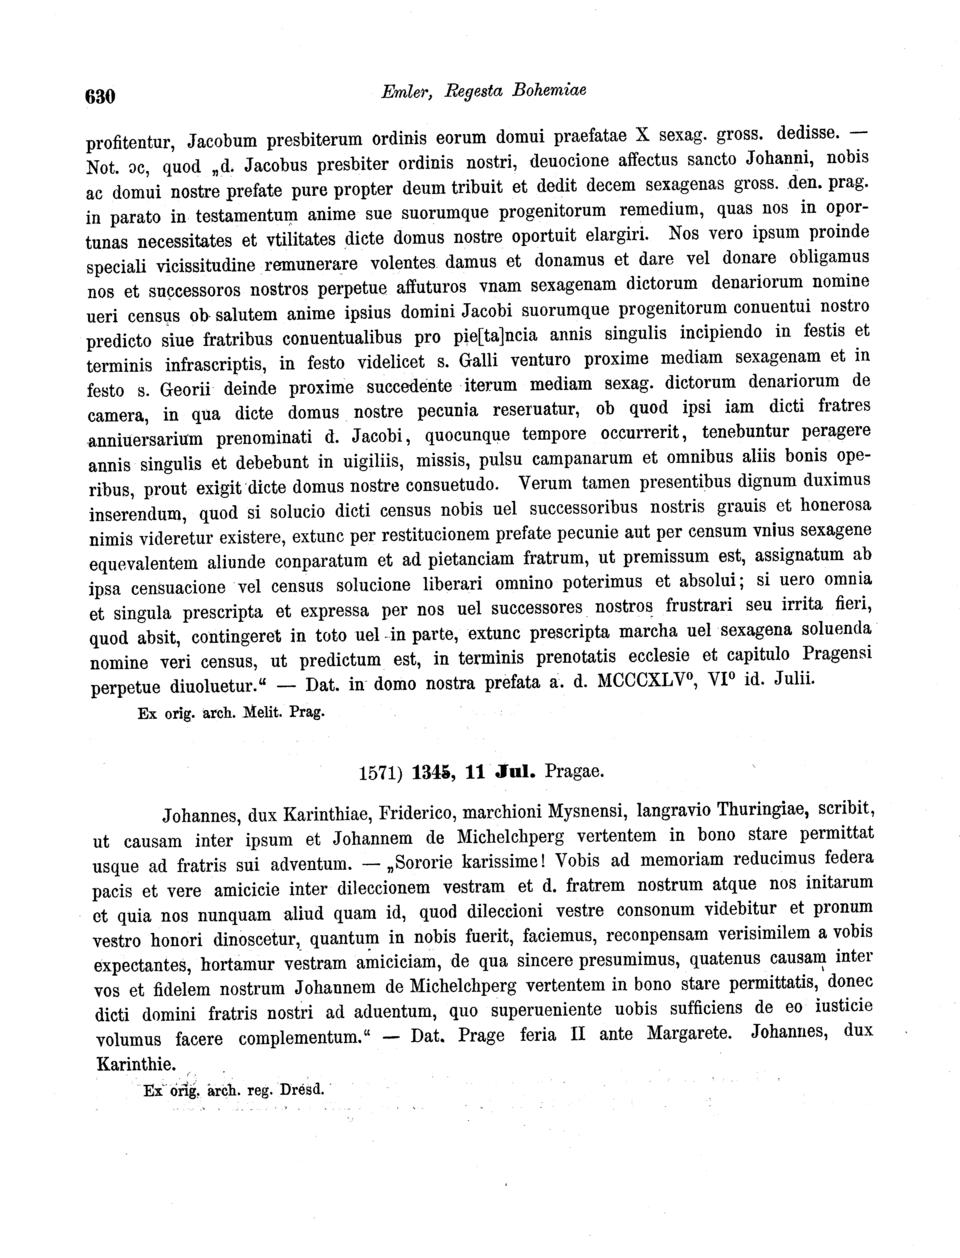 630
Emler, Regesta Bohemiae
profitentur, Jacobum presbiterum ordinis eorum domui praefatae X sexag. gross. dedisse. —
Not. ɔc, quod „d. Jacobus presbiter ordinis nostri, deuocione affectus sancto Johanni, nobis
ac domui nostre prefate pure propter deum tribuit et dedit decem sexagenas gross. den. prag.
in parato in testamentum anime sue suorumque progenitorum remedium, quas nos in opor-
tunas necessitates et vtilitates dicte domus nostre oportuit elargiri. Nos vero ipsum proinde
speciali vicissitudine remunerare volentes damus et donamus et dare vel donare obligamus
nos et successoros nostros perpetue affuturos vnam sexagenam dictorum denariorum nomine
ueri census ob salutem anime ipsius domini Jacobi suorumque progenitorum conuentui nostro
predicto siue fratribus conuentualibus pro pie[ta]ncia annis singulis incipiendo in festis et
terminis infrascriptis, in festo videlicet s. Galli venturo proxime mediam sexagenam et in
festo s. Georii deinde proxime succedente iterum mediam sexag. dictorum denariorum de
camera, in qua dicte domus nostre pecunia reseruatur, ob quod ipsi iam dicti fratres
anniuersarium prenominati d. Jacobi, quocunque tempore occurrerit, tenebuntur peragere
annis singulis et debebunt in uigiliis, missis, pulsu campanarum et omnibus aliis bonis ope-
ribus, prout exigit dicte domus nostre consuetudo. Verum tamen presentibus dignum duximus
inserendum, quod si solucio dicti census nobis uel successoribus nostris grauis et honerosa
nimis videretur existere, extunc per restitucionem prefate pecunie aut per censum vnius sexagene
equevalentem aliunde conparatum et ad pietanciam fratrum, ut premissum est, assignatum ab
ipsa censuacione vel census solucione liberari omnino poterimus et absolui; si uero omnia
et singula prescripta et expressa per nos uel successores nostros frustrari seu irrita fieri,
quod absit, contingeret in toto uel in parte, extunc prescripta marcha uel sexagena soluenda
nomine veri census, ut predictum est, in terminis prenotatis ecclesie et capitulo Pragensi
perpetue diuoluetur.“ — Dat. in domo nostra prefata a. d. MCCCXLV⁰, VI⁰ id. Julii.
Ex orig. arch. Melit. Prag.
1571) 1345, 11 Jul. Pragae.
Johannes, dux Karinthiae, Friderico, marchioni Mysnensi, langravio Thuringiae, scribit,
ut causam inter ipsum et Johannem de Michelchperg vertentem in bono stare permittat
usque ad fratris sui adventum. — „Sororie karissime! Vobis ad memoriam reducimus federa
pacis et vere amicicie inter dileccionem vestram et d. fratrem nostrum atque nos initarum
et quia nos nunquam aliud quam id, quod dileccioni vestre consonum videbitur et pronum
vestro honori dinoscetur, quantum in nobis fuerit, faciemus, reconpensam verisimilem a vobis
expectantes, hortamur vestram amiciciam, de qua sincere presumimus, quatenus causam inter
vos et fidelem nostrum Johannem de Michelchperg vertentem in bono stare permittatis, donec
dicti domini fratris nostri ad aduentum, quo superueniente uobis sufficiens de eo iusticie
volumus facere complementum.“ — Dat. Prage feria II ante Margarete. Johannes, dux
Karinthie.
Ex orig. arch. reg. Dresd.